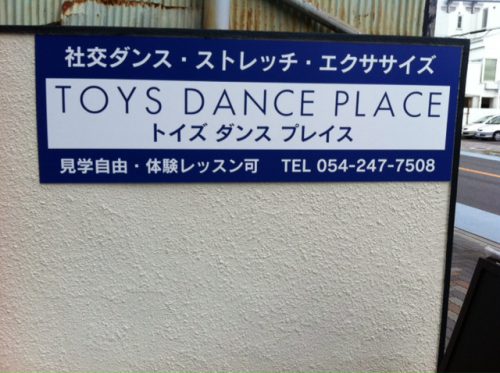 社交ダンス・ストレッチ・エクササイズ
TOYS DANCE PLACE
トイズ ダンス プレイス
見学自由・体験レッスン可 TEL 054-247-7508